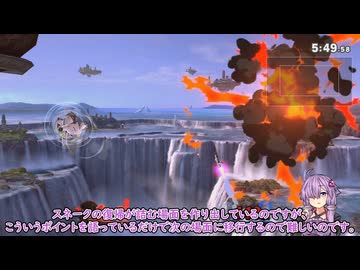 5:49.58
スネークの復帰が詰む場面を作り出しているのですが、
こういうポイントを語っているだけで次の場面に移行するので難しいのです。